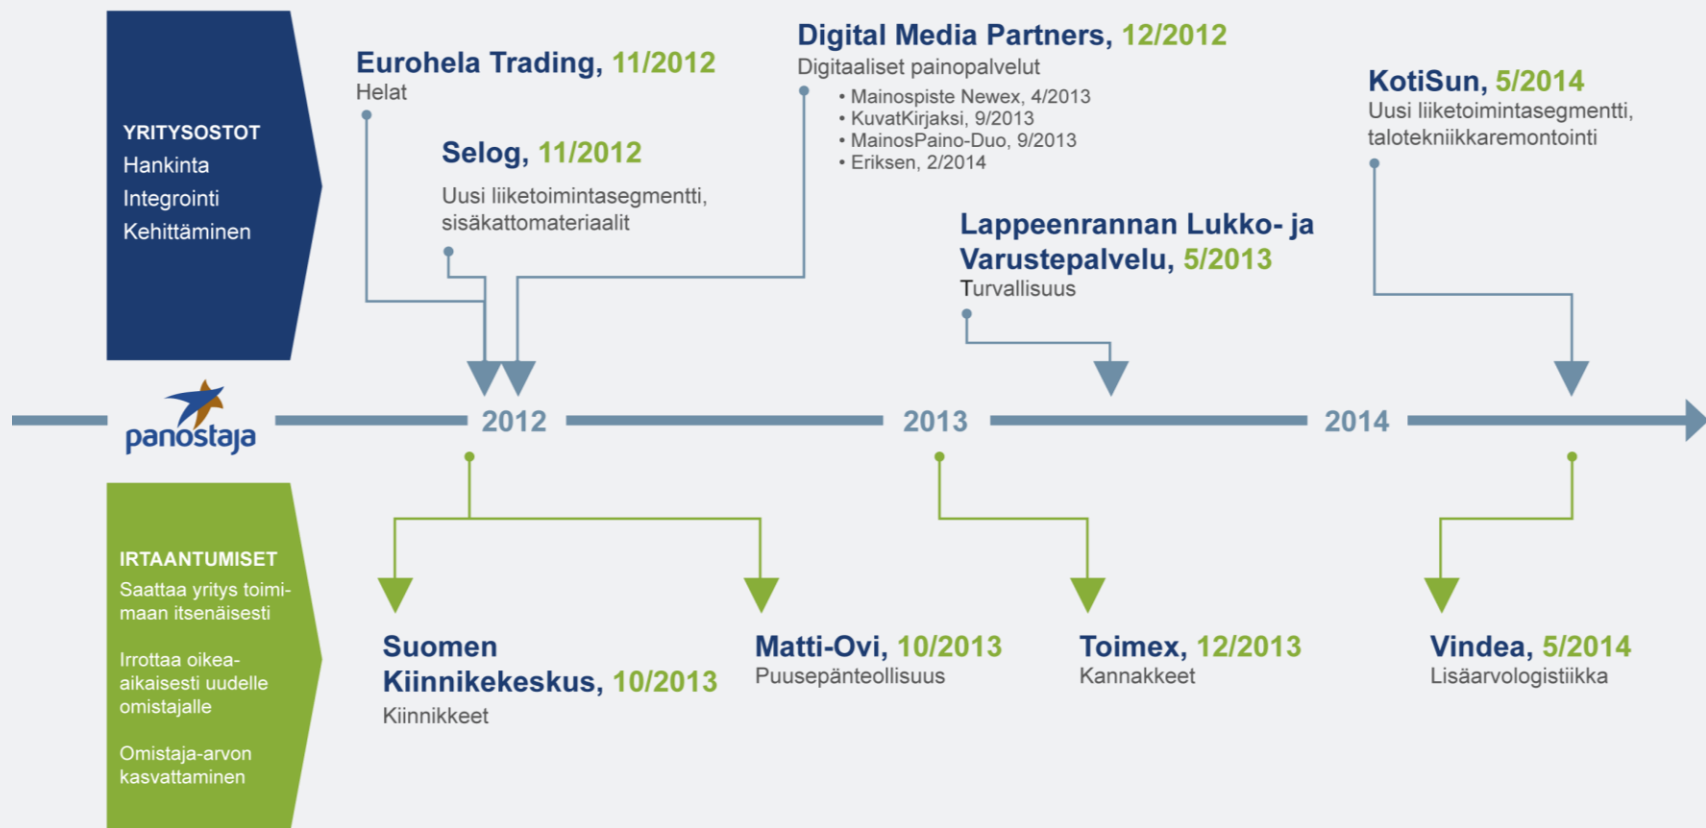 YRITYSOSTOT
Hankinta
Integrointi
Kehittäminen
Eurohela Trading, 11/2012
Helat
Selog, 11/2012
Uusi liiketoimintasegmentti,
sisäkattomateriaalit
Digital Media Partners, 12/2012
Digitaaliset painopalvelut
• Mainospiste Newex, 4/2013
• KuvatKirjaksi, 9/2013
• MainosPaino-Duo, 9/2013
• Eriksen, 2/2014
Lappeenrannan Lukko- ja
Varustepalvelu, 5/2013
Turvallisuus
KotiSun, 5/2014
Uusi liiketoimintasegmentti,
talotekniikkaremontointi
panostaja
2012
2013
2014
IRTAANTUMISET
Saattaa yritys toimi-
maan itsenäisesti
Irrottaa oikea-
aikaisesti uudelle
omistajalle
Omistaja-arvon
kasvattaminen
Suomen
Kiinnikekeskus, 10/2013
Kiinnikkeet
Matti-Ovi, 10/2013
Puusepänteollisuus
Toimex, 12/2013
Kannakkeet
Vindea, 5/2014
Lisäarvologistiikka